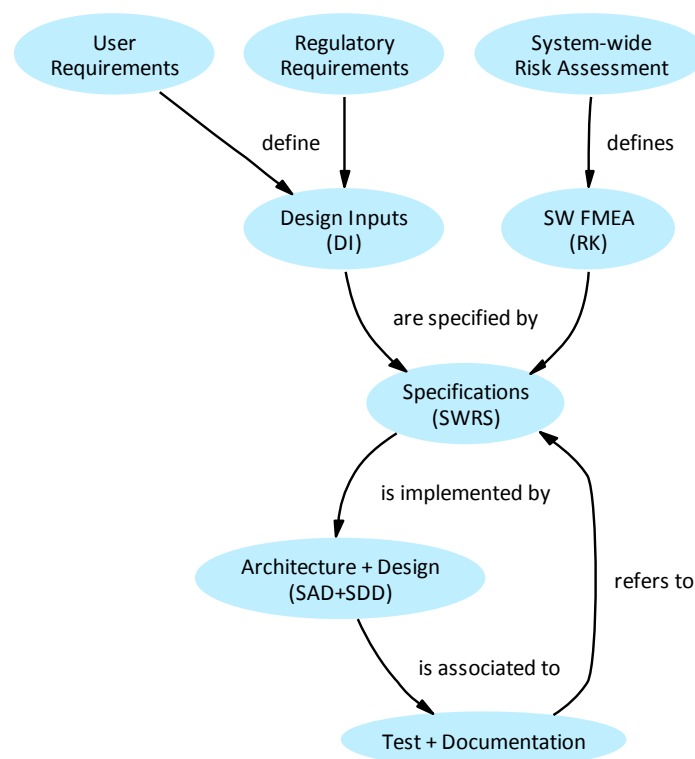 User
Requirements
Regulatory
Requirements
System-wide
Risk Assessment
define
defines
Design Inputs
(DI)
SW FMEA
(RK)
are specified by
Specifications
(SWRS)
is implemented by
Architecture + Design
(SAD+SDD)
refers to
is associated to
Test + Documentation